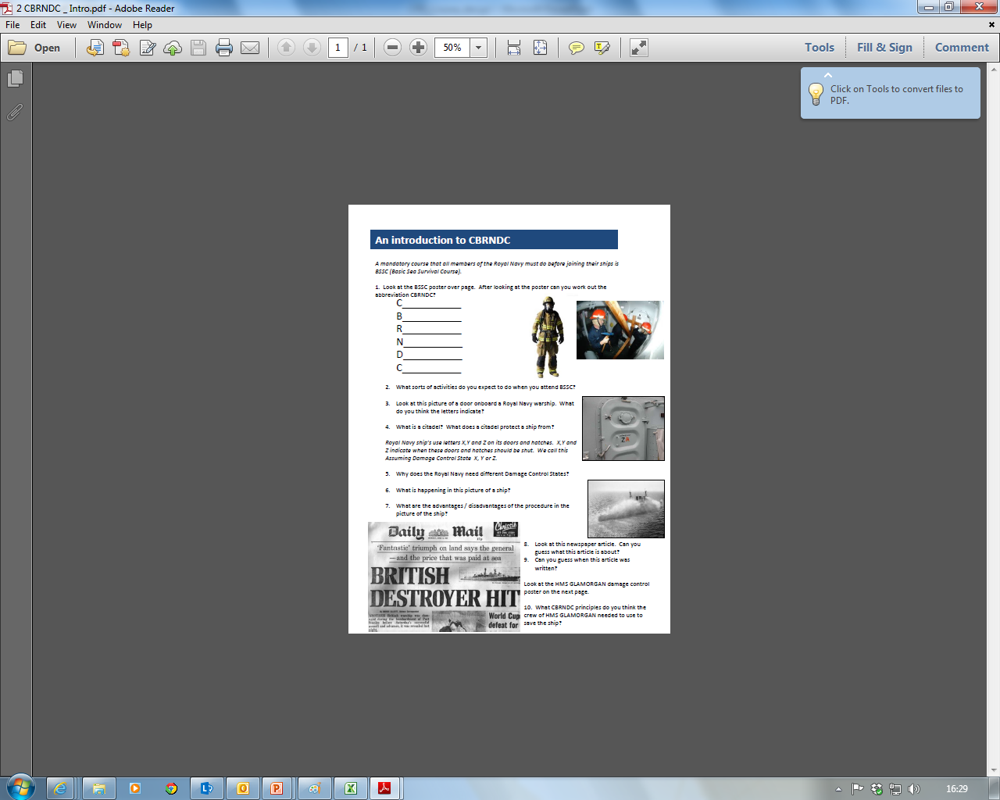 2 CBRNDC _ Intro.pdf - Adobe Reader
File Edit View Window Help
Open 1 / 1 50% Tools Fill & Sign Comment
Click on Tools to convert files to
PDF.
An introduction to CBRNDC
A mandatory course that all members of the Royal Navy must do before joining their ships is
BSSC (Basic Sea Survival Course).
1. Look at the BSSC poster over page. After looking at the poster can you work out the
abbreviation CBRNDC?
C____________
B____________
R____________
N____________
D____________
C____________
2. What sorts of activities do you expect to do when you attend BSSC?
3. Look at this picture of a door onboard a Royal Navy warship. What
do you think the letters indicate?
4. What is a citadel? What does a citadel protect a ship from?
Royal Navy ship's use letters X,Y and Z on its doors and hatches. X,Y and
Z indicate when these doors and hatches should be shut. We call this
Assuming Damage Control State X, Y or Z.
5. Why does the Royal Navy need different Damage Control States?
6. What is happening in this picture of a ship?
7. What are the advantages / disadvantages of the procedure in the
picture of the ship?
Daily Mail
'Fantastic' triumph on land says the general
—and the price that was paid at sea
BRITISH
DESTROYER HIT
World Cup
defeat for
8. Look at this newspaper article. Can you
guess what this article is about?
9. Can you guess when this article was
written?
Look at the HMS GLAMORGAN damage control
poster on the next page.
10. What CBRNDC principles do you think the
crew of HMS GLAMORGAN needed to use to
save the ship?
16:29